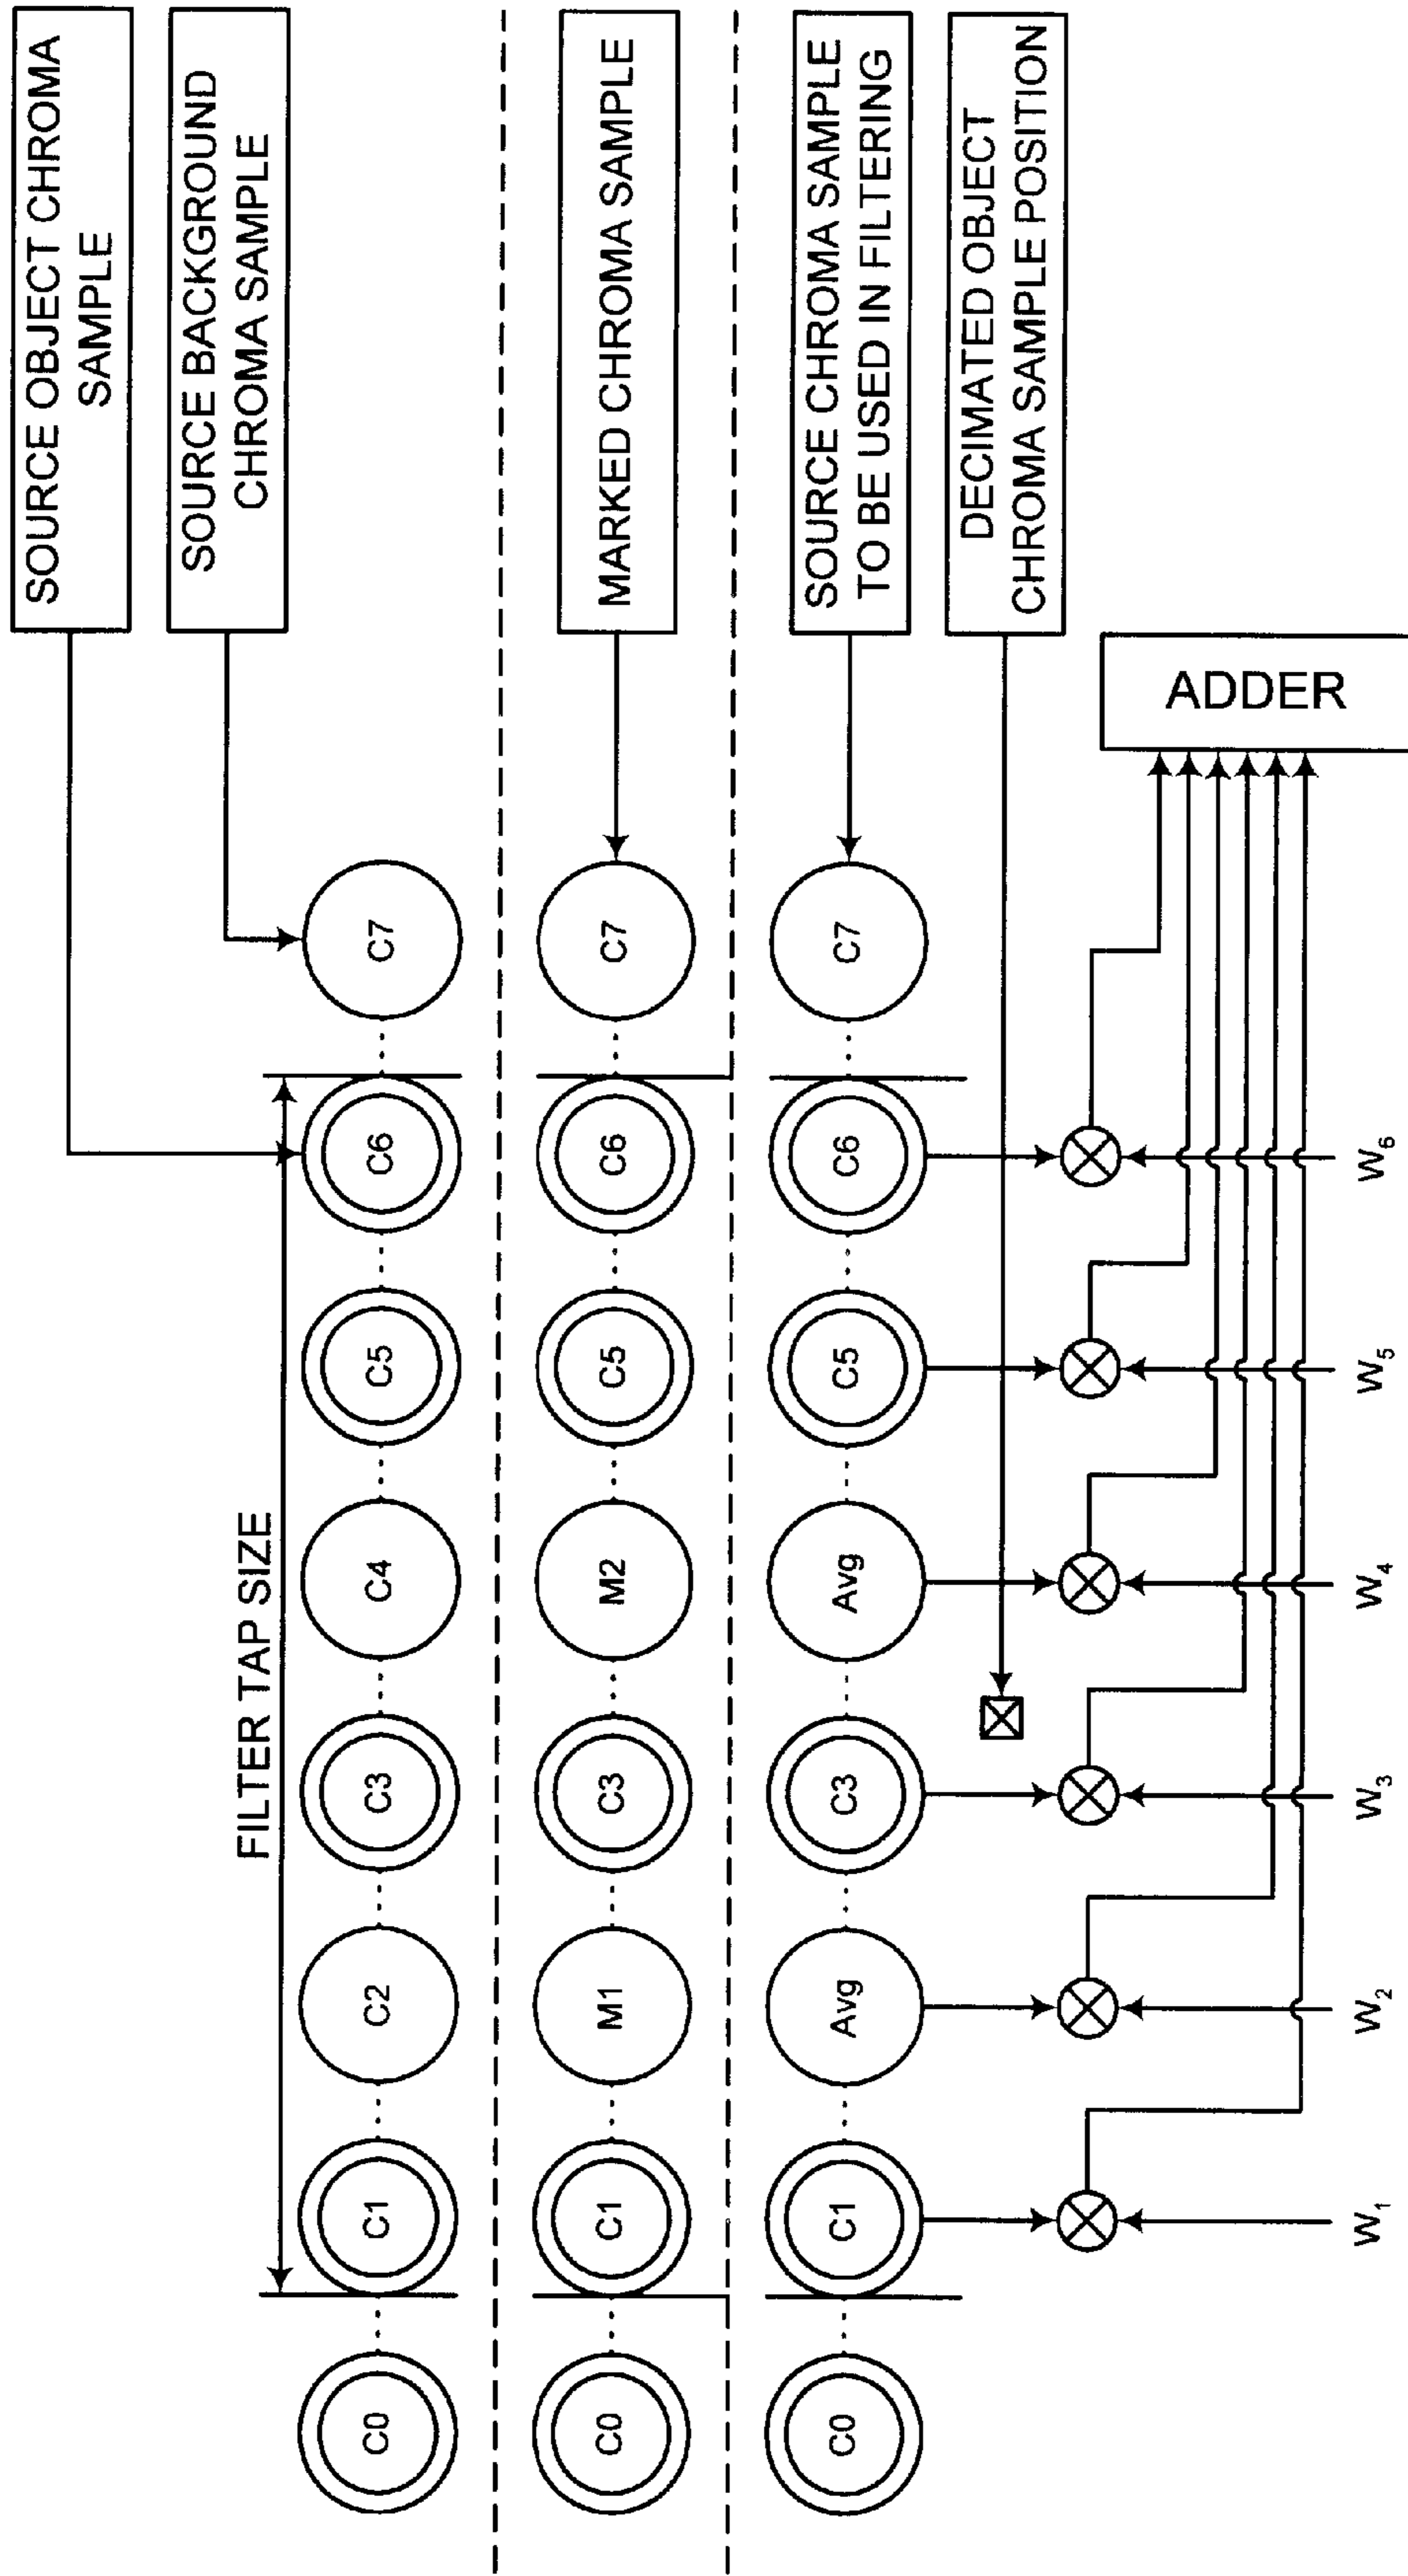 SOURCE OBJECT CHROMA
SAMPLE
SOURCE BACKGROUND
CHROMA SAMPLE
FILTER TAP SIZE
C0
C1
C2
C3
C4
C5
C6
C7
MARKED CHROMA SAMPLE
C0
C1
M1
C3
M2
C5
C6
C7
SOURCE CHROMA SAMPLE
TO BE USED IN FILTERING
C0
C1
Avg
C3
Avg
C5
C6
C7
DECIMATED OBJECT
CHROMA SAMPLE POSITION
ADDER
W1
W2
W3
W4
W5
W6